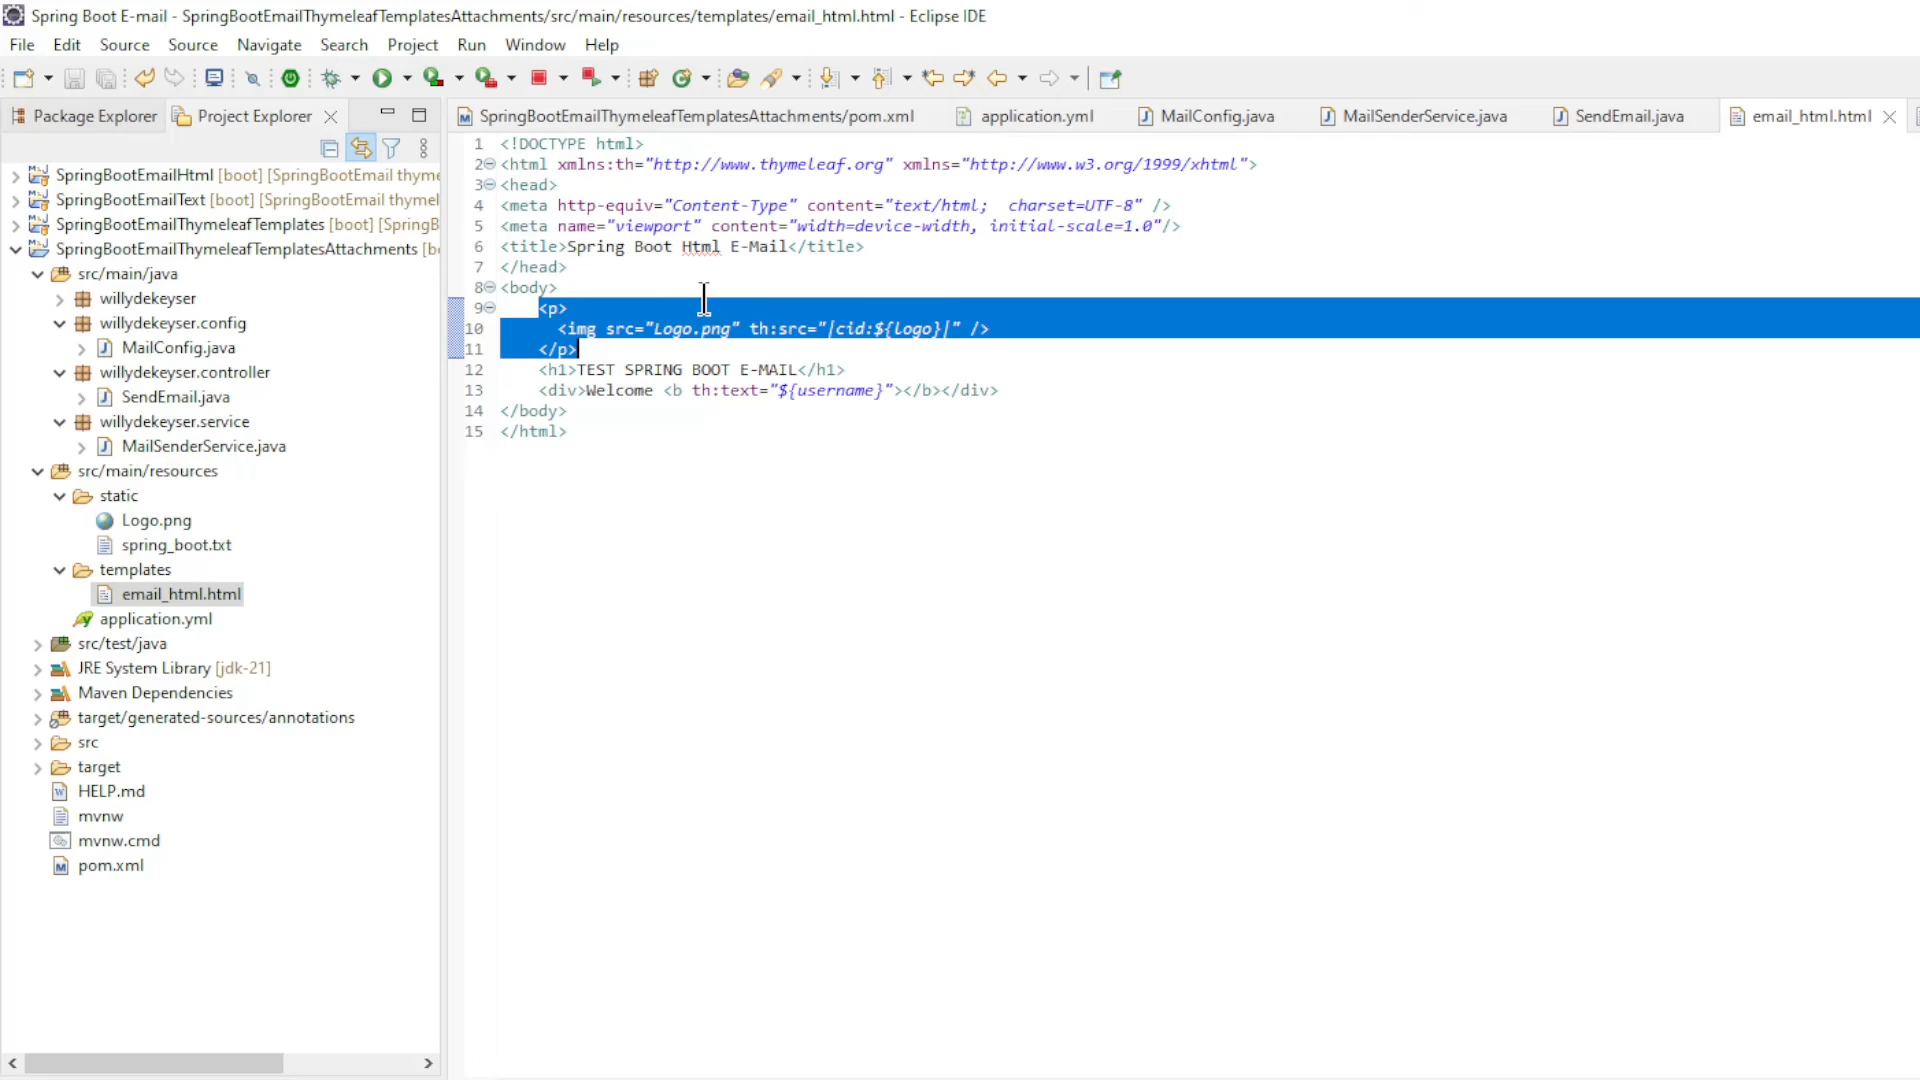 Spring Boot E-mail - SpringBootEmailThymeleafTemplatesAttachments/src/main/resources/templates/email_html.html - Eclipse IDE
File Edit Source Source Navigate Search Project Run Window Help
Package Explorer Project Explorer
SpringBootEmailThymeleafTemplatesAttachments/pom.xml application.yml MailConfig.java MailSenderService.java SendEmail.java email_html.html
SpringBootEmailHtml [boot] [SpringBootEmail thyme
SpringBootEmailText [boot] [SpringBootEmail thymel
SpringBootEmailThymeleafTemplates [boot] [SpringB
SpringBootEmailThymeleafTemplatesAttachments [b
src/main/java
willydekeyser
willydekeyser.config
MailConfig.java
willydekeyser.controller
SendEmail.java
willydekeyser.service
MailSenderService.java
src/main/resources
static
Logo.png
spring_boot.txt
templates
email_html.html
application.yml
src/test/java
JRE System Library [jdk-21]
Maven Dependencies
target/generated-sources/annotations
src
target
HELP.md
mvnw
mvnw.cmd
pom.xml
1 <!DOCTYPE html>
2 <html xmlns:th="http://www.thymeleaf.org" xmlns="http://www.w3.org/1999/xhtml">
3 <head>
4 <meta http-equiv="Content-Type" content="text/html;  charset=UTF-8" />
5 <meta name="viewport" content="width=device-width, initial-scale=1.0"/>
6 <title>Spring Boot Html E-Mail</title>
7 </head>
8 <body>
9 <p>
10 <img src="Logo.png" th:src="|cid:${logo}|" />
11 </p>
12 <h1>TEST SPRING BOOT E-MAIL</h1>
13 <div>Welcome <b th:text="${username}"></b></div>
14 </body>
15 </html>